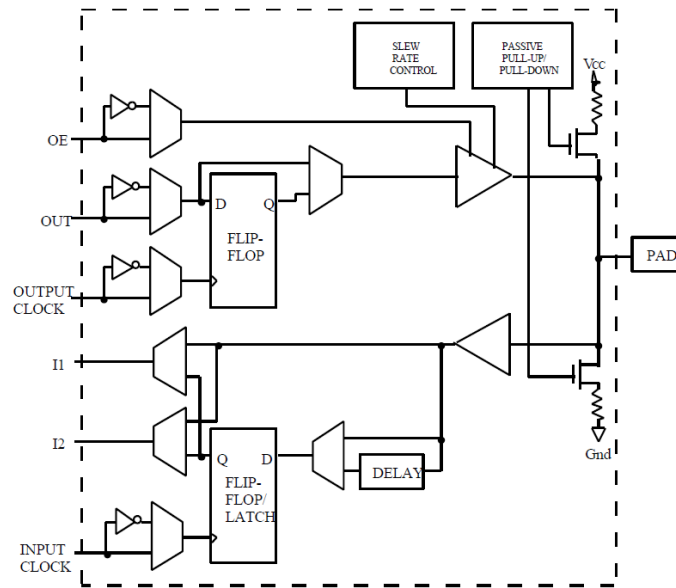 SLEW
RATE
CONTROL
PASSIVE
PULL-UP/
PULL-DOWN
Vcc
OE
OUT
D Q
FLIP-
FLOP
PAD
OUTPUT
CLOCK
I1
I2
Q D
FLIP-
FLOP/
LATCH
DELAY
Gnd
INPUT
CLOCK